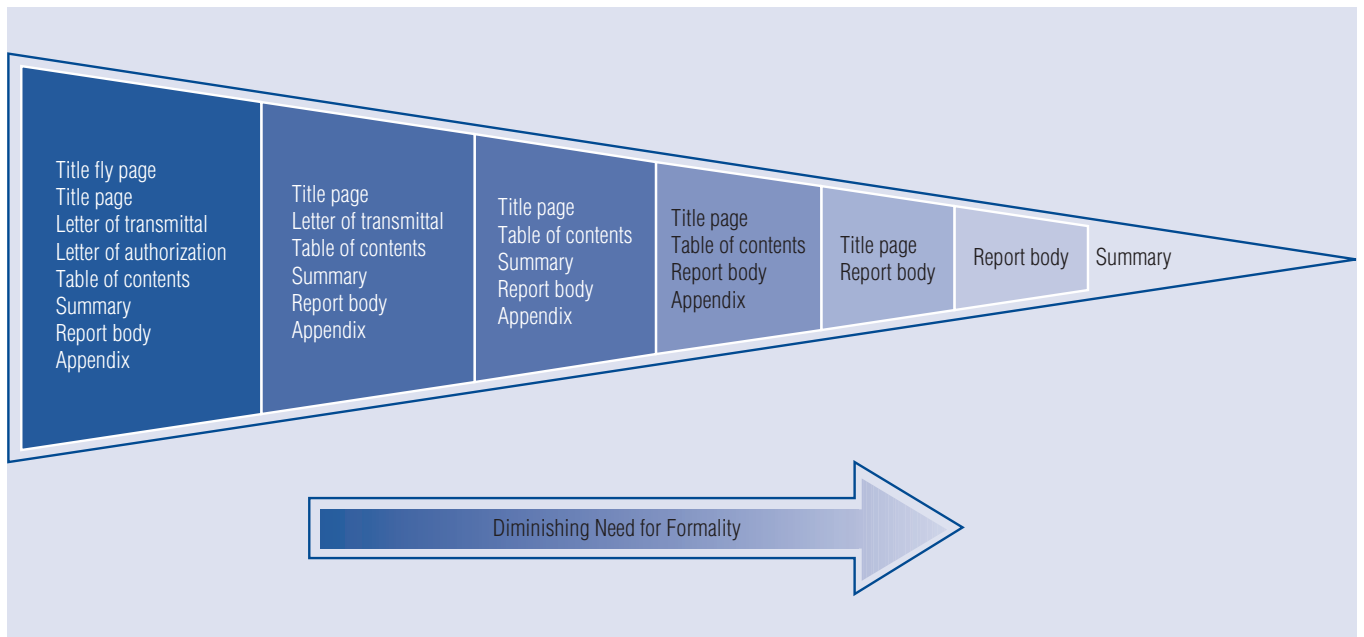 Title fly page
Title page
Letter of transmittal
Letter of authorization
Table of contents
Summary
Report body
Appendix
Title page
Letter of transmittal
Table of contents
Summary
Report body
Appendix
Title page
Table of contents
Summary
Report body
Appendix
Title page
Table of contents
Report body
Appendix
Title page
Report body
Report body
Summary
Diminishing Need for Formality